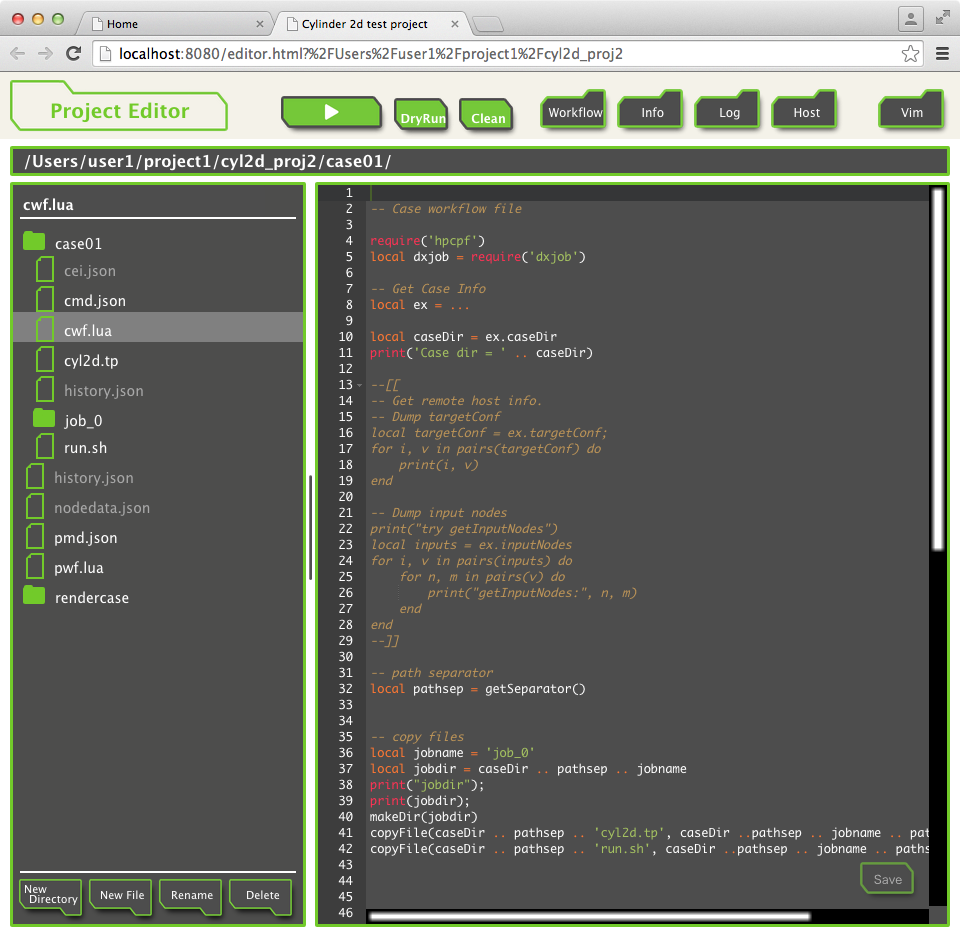 Home
Cylinder 2d test project
localhost:8080/editor.html?%2FUsers%2Fuser1%2Fproject1%2Fcyl2d_proj2
Project Editor
DryRun
Clean
Workflow
Info
Log
Host
Vim
/Users/user1/project1/cyl2d_proj2/case01/
cwf.lua
case01
cei.json
cmd.json
cwf.lua
cyl2d.tp
history.json
job_0
run.sh
history.json
nodedata.json
pmd.json
pwf.lua
rendercase
New
Directory
New File
Rename
Delete
1
2 -- Case workflow file
3
4 require('hpcpf')
5 local dxjob = require('dxjob')
6
7 -- Get Case Info
8 local ex = ...
9
10 local caseDir = ex.caseDir
11 print('Case dir = ' .. caseDir)
12
13 --[[
14 -- Get remote host info.
15 -- Dump targetConf
16 local targetConf = ex.targetConf;
17 for i, v in pairs(targetConf) do
18     print(i, v)
19 end
20
21 -- Dump input nodes
22 print("try getInputNodes")
23 local inputs = ex.inputNodes
24 for i, v in pairs(inputs) do
25     for n, m in pairs(v) do
26         print("getInputNodes:", n, m)
27     end
28 end
29 --]]
30
31 -- path separator
32 local pathsep = getSeparator()
33
34
35 -- copy files
36 local jobname = 'job_0'
37 local jobdir = caseDir .. pathsep .. jobname
38 print("jobdir");
39 print(jobdir);
40 makeDir(jobdir)
41 copyFile(caseDir .. pathsep .. 'cyl2d.tp', caseDir ..pathsep .. jobname .. pat
42 copyFile(caseDir .. pathsep .. 'run.sh', caseDir ..pathsep .. jobname .. paths
43
44
45
46
Save